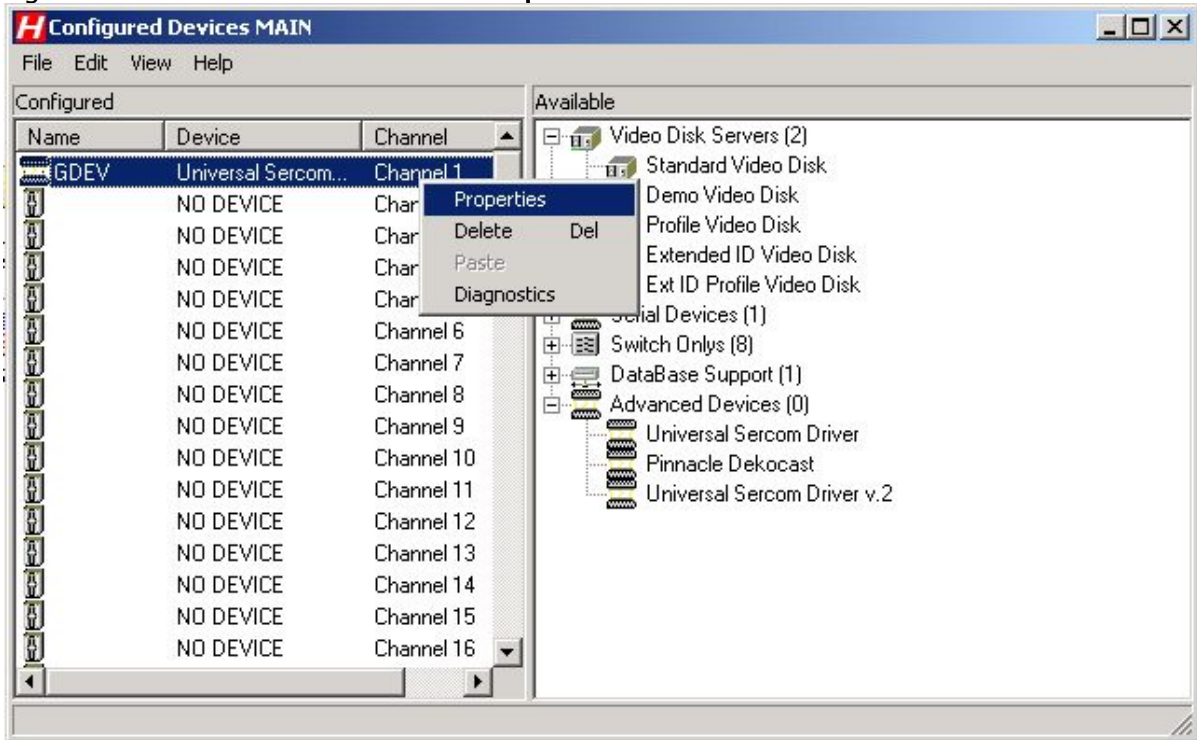 Configured Devices MAIN
File Edit View Help
Configured
Name Device Channel
GDEV Universal Sercom... Channel 1
NO DEVICE Char
NO DEVICE Char
NO DEVICE Char
NO DEVICE Char
NO DEVICE Channel 6
NO DEVICE Channel 7
NO DEVICE Channel 8
NO DEVICE Channel 9
NO DEVICE Channel 10
NO DEVICE Channel 11
NO DEVICE Channel 12
NO DEVICE Channel 13
NO DEVICE Channel 14
NO DEVICE Channel 15
NO DEVICE Channel 16
Properties
Delete Del
Paste
Diagnostics
Available
Video Disk Servers (2)
Standard Video Disk
Demo Video Disk
Profile Video Disk
Extended ID Video Disk
Ext ID Profile Video Disk
Serial Devices (1)
Switch Onlys (8)
DataBase Support (1)
Advanced Devices (0)
Universal Sercom Driver
Pinnacle Dekocast
Universal Sercom Driver v.2